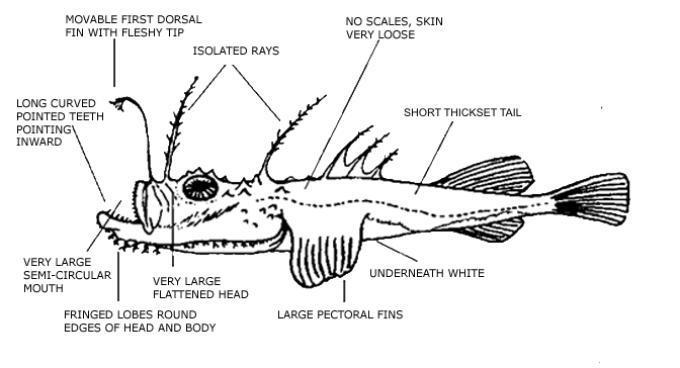 MOVABLE FIRST DORSAL
FIN WITH FLESHY TIP
NO SCALES, SKIN
VERY LOOSE
ISOLATED RAYS
LONG CURVED
POINTED TEETH
POINTING
INWARD
SHORT THICKSET TAIL
VERY LARGE
SEMI-CIRCULAR
MOUTH
VERY LARGE
FLATTENED HEAD
UNDERNEATH WHITE
FRINGED LOBES ROUND
EDGES OF HEAD AND BODY
LARGE PECTORAL FINS